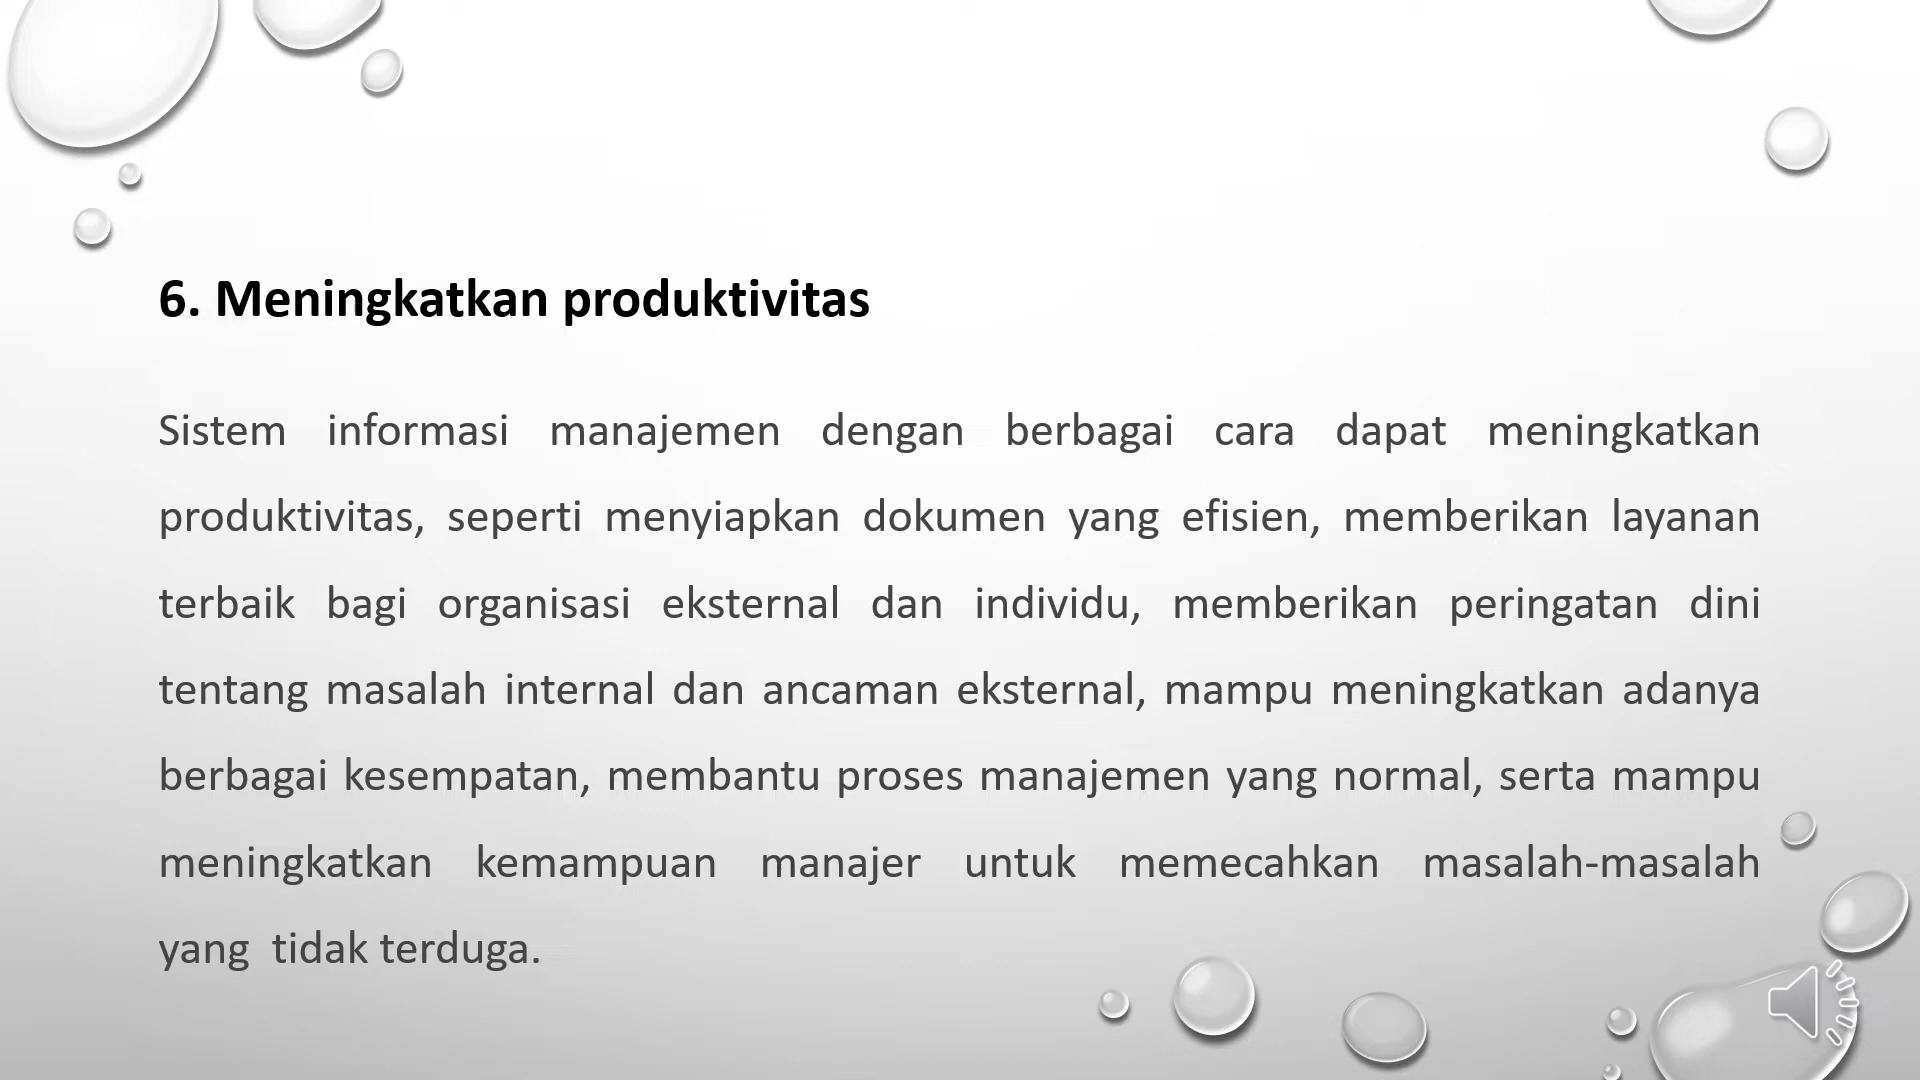 6. Meningkatkan produktivitas
Sistem informasi manajemen dengan berbagai cara dapat meningkatkan
produktivitas, seperti menyiapkan dokumen yang efisien, memberikan layanan
terbaik bagi organisasi eksternal dan individu, memberikan peringatan dini
tentang masalah internal dan ancaman eksternal, mampu meningkatkan adanya
berbagai kesempatan, membantu proses manajemen yang normal, serta mampu
meningkatkan kemampuan manajer untuk memecahkan masalah-masalah
yang tidak terduga.